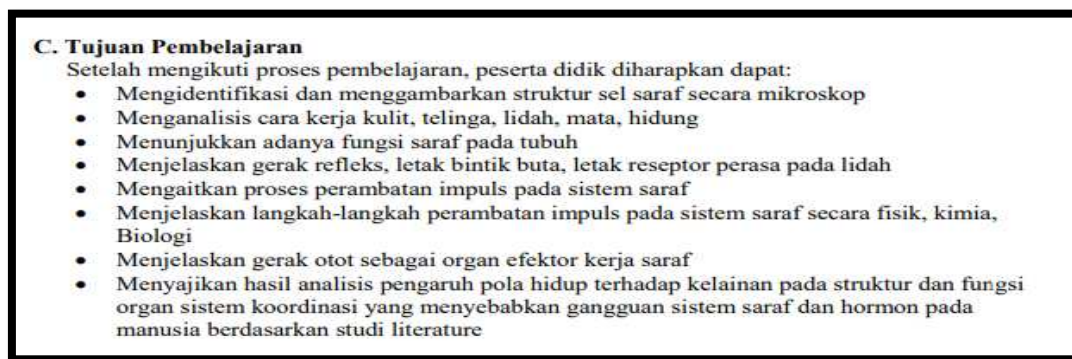 C. Tujuan Pembelajaran
Setelah mengikuti proses pembelajaran, peserta didik diharapkan dapat:
• Mengidentifikasi dan menggambarkan struktur sel saraf secara mikroskop
• Menganalisis cara kerja kulit, telinga, lidah, mata, hidung
• Menunjukkan adanya fungsi saraf pada tubuh
• Menjelaskan gerak refleks, letak bintik buta, letak reseptor perasa pada lidah
• Mengaitkan proses perambatan impuls pada sistem saraf
• Menjelaskan langkah-langkah perambatan impuls pada sistem saraf secara fisik, kimia,
Biologi
• Menjelaskan gerak otot sebagai organ efektor kerja saraf
• Menyajikan hasil analisis pengaruh pola hidup terhadap kelainan pada struktur dan fungsi
organ sistem koordinasi yang menyebabkan gangguan sistem saraf dan hormon pada
manusia berdasarkan studi literature